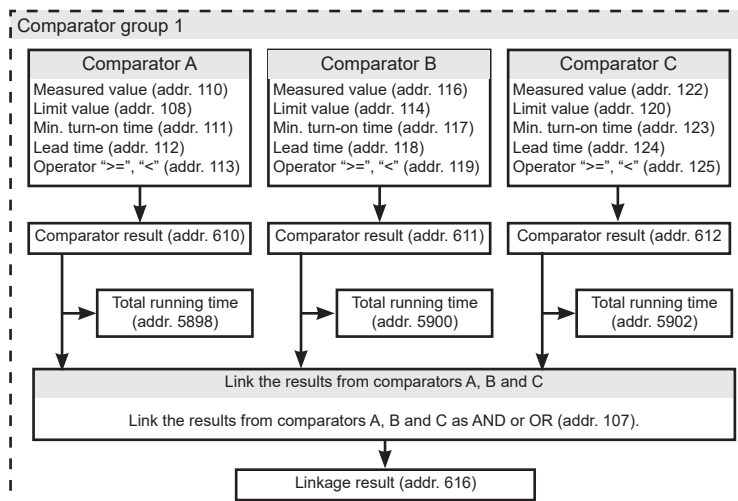 Comparator group 1
Comparator A
Measured value (addr. 110)
Limit value (addr. 108)
Min. turn-on time (addr. 111)
Lead time (addr. 112)
Operator “>=”, “<” (addr. 113)
Comparator B
Measured value (addr. 116)
Limit value (addr. 114)
Min. turn-on time (addr. 117)
Lead time (addr. 118)
Operator “>=”, “<” (addr. 119)
Comparator C
Measured value (addr. 122)
Limit value (addr. 120)
Min. turn-on time (addr. 123)
Lead time (addr. 124)
Operator “>=”, “<” (addr. 125)
Comparator result (addr. 610)
Comparator result (addr. 611)
Comparator result (addr. 612
Total running time
(addr. 5898)
Total running time
(addr. 5900)
Total running time
(addr. 5902)
Link the results from comparators A, B and C
Link the results from comparators A, B and C as AND or OR (addr. 107).
Linkage result (addr. 616)